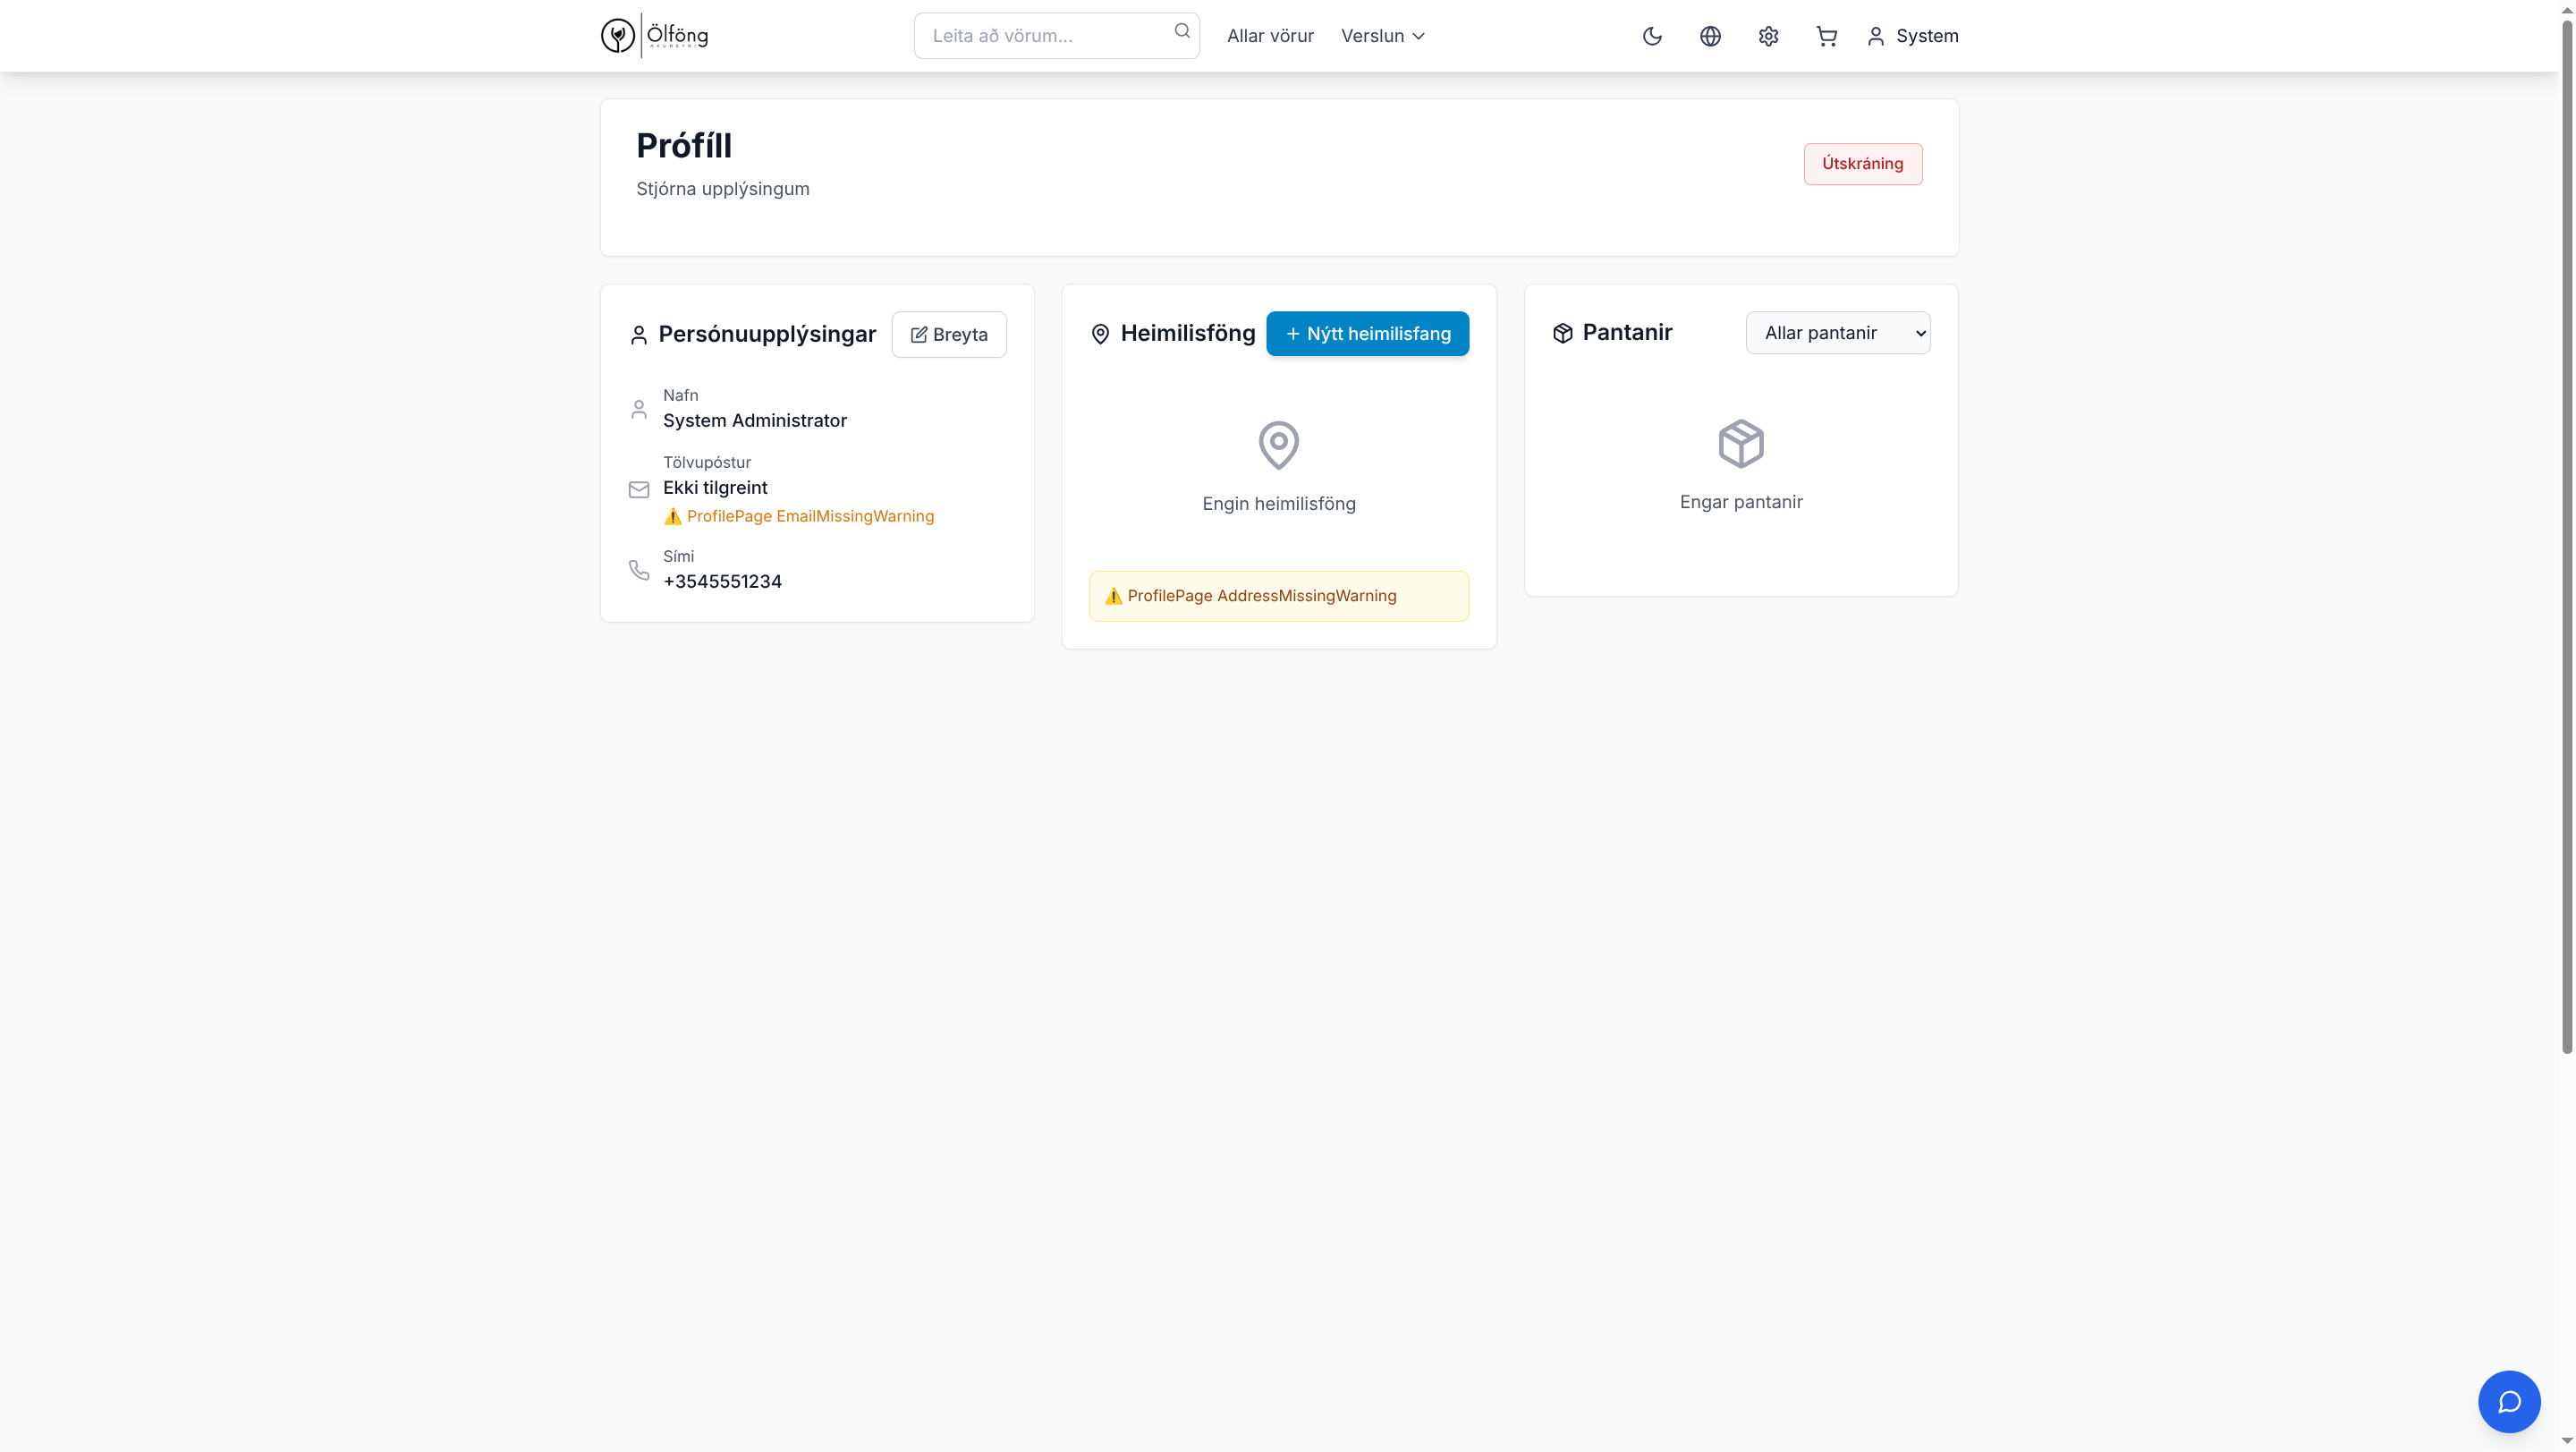 Ölföng
AKUREYRI
Leita að vörum...
Allar vörur
Verslun
System
Prófíll
Stjórna upplýsingum
Útskráning
Persónuupplýsingar
Breyta
Nafn
System Administrator
Tölvupóstur
Ekki tilgreint
⚠️ ProfilePage EmailMissingWarning
Sími
+3545551234
Heimilisföng
+ Nýtt heimilisfang
Engin heimilisföng
⚠️ ProfilePage AddressMissingWarning
Pantanir
Allar pantanir
Engar pantanir